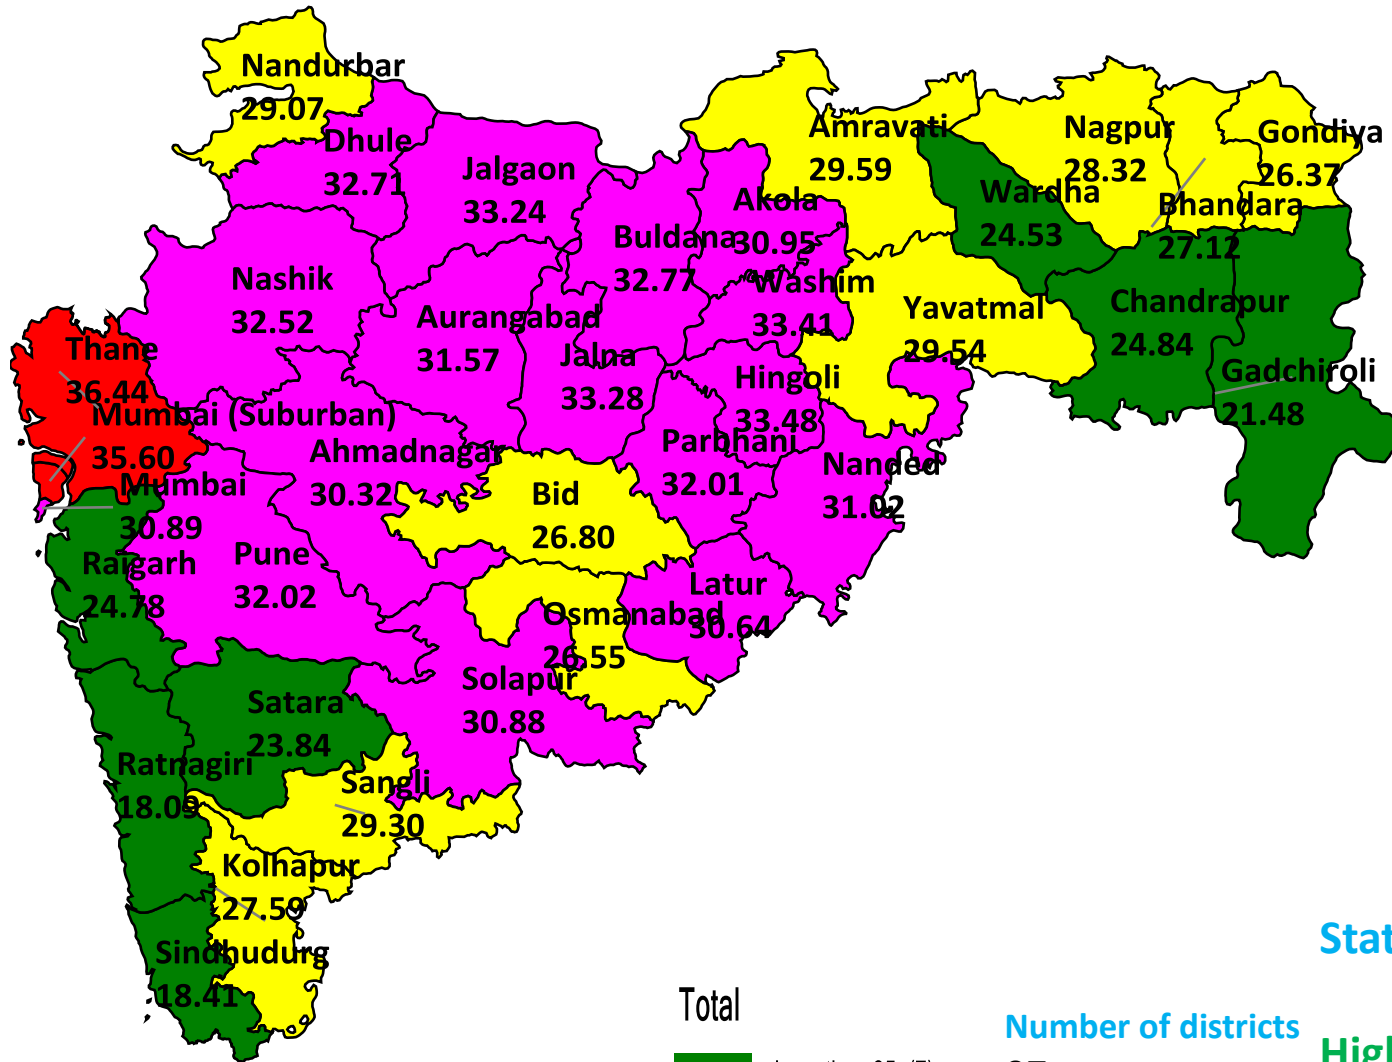 Nandurbar
29.07
Dhule
32.71
Jalgaon
33.24
Amravati
29.59
Nagpur
28.32
Gondiya
26.37
Wardha
24.53
Bhandara
27.12
Akola
30.95
Buldana
32.77
Washim
33.41
Nashik
32.52
Aurangabad
31.57
Yavatmal
29.54
Chandrapur
24.84
Thane
36.44
Jalna
33.28
Hingoli
33.48
Gadchiroli
21.48
Mumbai (Suburban)
35.60
Ahmadnagar
30.32
Parbhani
32.01
Nanded
31.02
Mumbai
30.89
Bid
26.80
Raigarh
24.78
Pune
32.02
Latur
30.64
Osmanabad
26.55
Solapur
30.88
Satara
23.84
Ratnagiri
18.09
Sangli
29.30
Kolhapur
27.59
Sindhudurg
18.41
Stat
Total
Number of districts
High